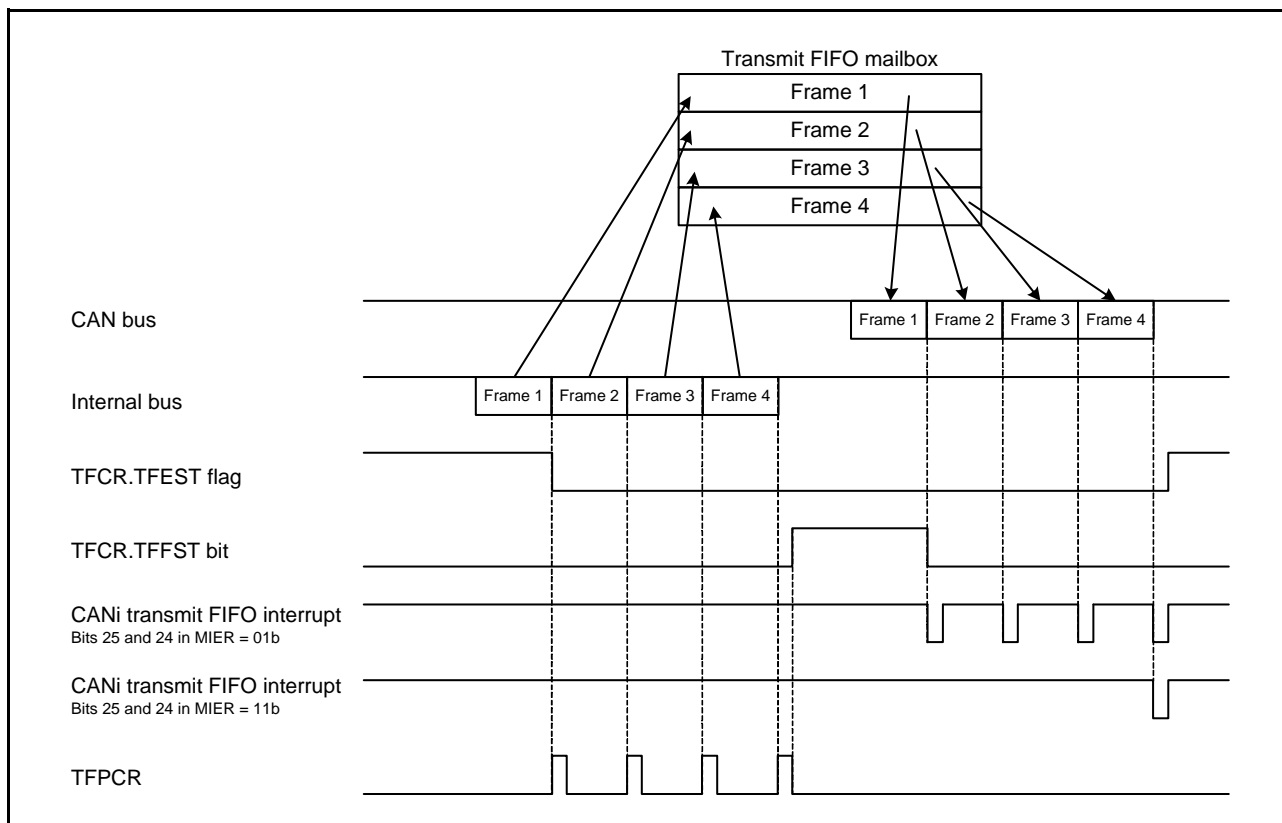 Transmit FIFO mailbox
Frame 1
Frame 2
Frame 3
Frame 4
CAN bus
Frame 1 Frame 2 Frame 3 Frame 4
Internal bus
Frame 1 Frame 2 Frame 3 Frame 4
TFCR.TFEST flag
TFCR.TFFST bit
CANi transmit FIFO interrupt
Bits 25 and 24 in MIER = 01b
CANi transmit FIFO interrupt
Bits 25 and 24 in MIER = 11b
TFPCR